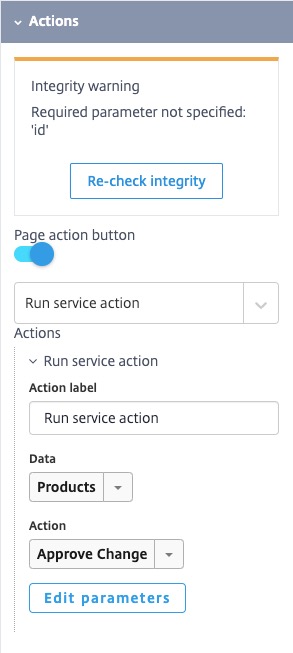 Actions
Integrity warning
Required parameter not specified:
'id'
Re-check integrity
Page action button
Run service action
Actions
Run service action
Action label
Run service action
Data
Products
Action
Approve Change
Edit parameters